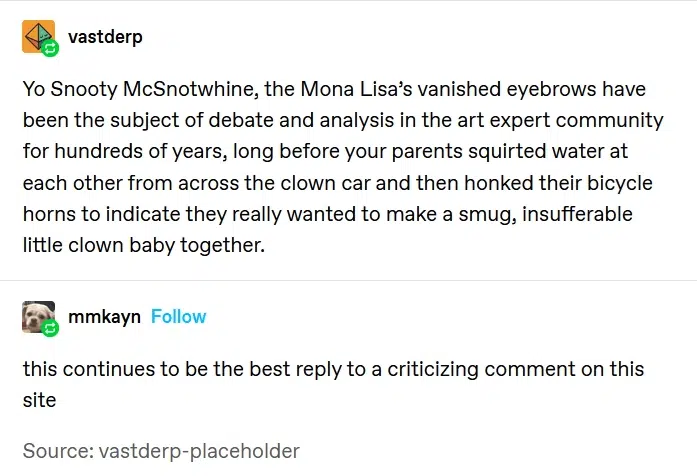 vastderp
Yo Snooty McSnotwhine, the Mona Lisa’s vanished eyebrows have
been the subject of debate and analysis in the art expert community
for hundreds of years, long before your parents squirted water at
each other from across the clown car and then honked their bicycle
horns to indicate they really wanted to make a smug, insufferable
little clown baby together.
mmkayn Follow
this continues to be the best reply to a criticizing comment on this
site
Source: vastderp-placeholder